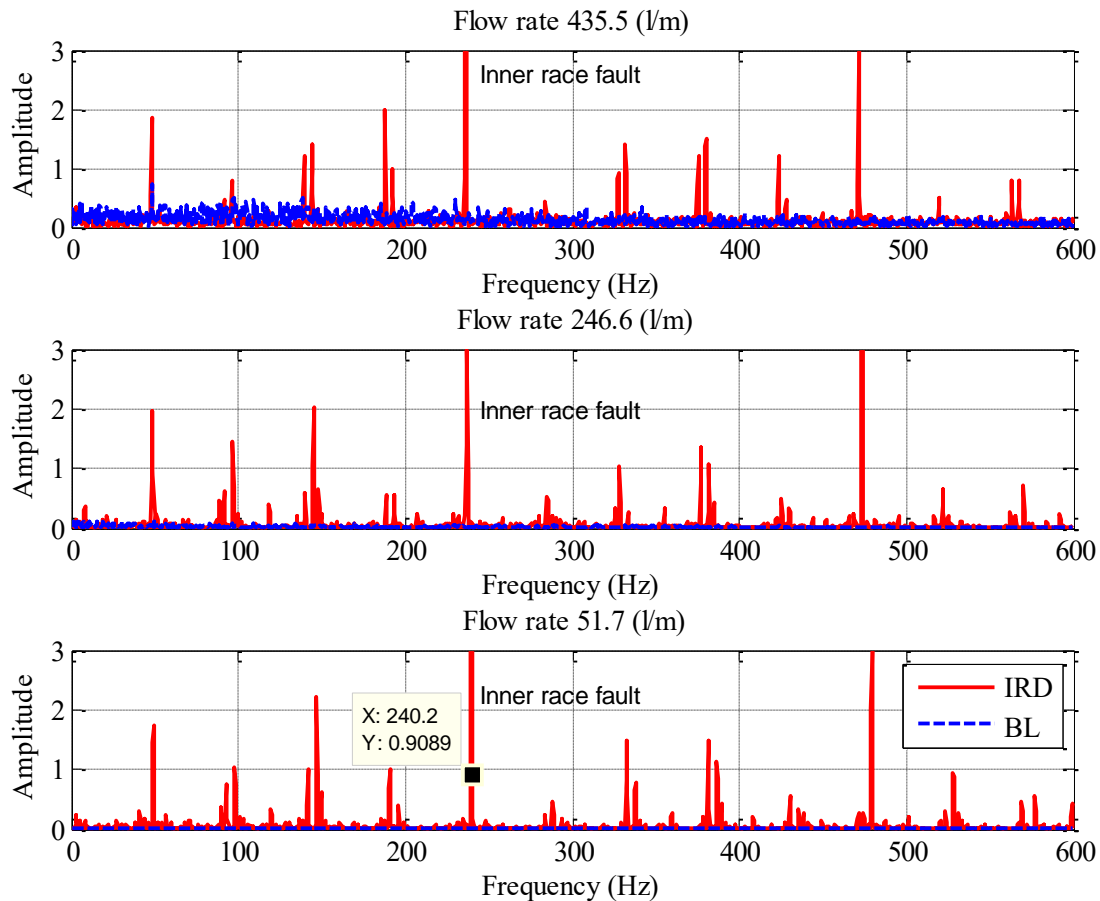 Flow rate 435.5 (l/m)
3
Inner race fault
2
Amplitude
1
0
0 100 200 300 400 500 600
Frequency (Hz)
Flow rate 246.6 (l/m)
3
Inner race fault
2
Amplitude
1
0
0 100 200 300 400 500 600
Frequency (Hz)
Flow rate 51.7 (l/m)
3
Inner race fault
IRD
X: 240.2
2
BL
Y: 0.9089
Amplitude
1
0
0 100 200 300 400 500 600
Frequency (Hz)